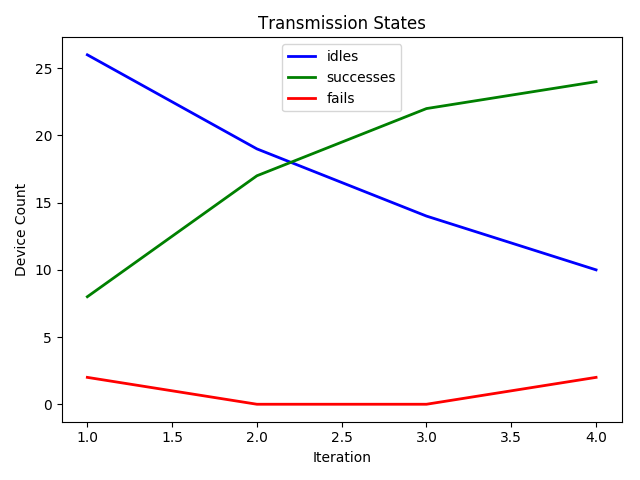 Transmission States
idles
successes
fails
Device Count
25
20
15
10
5
0
1.0 1.5 2.0 2.5 3.0 3.5 4.0
Iteration